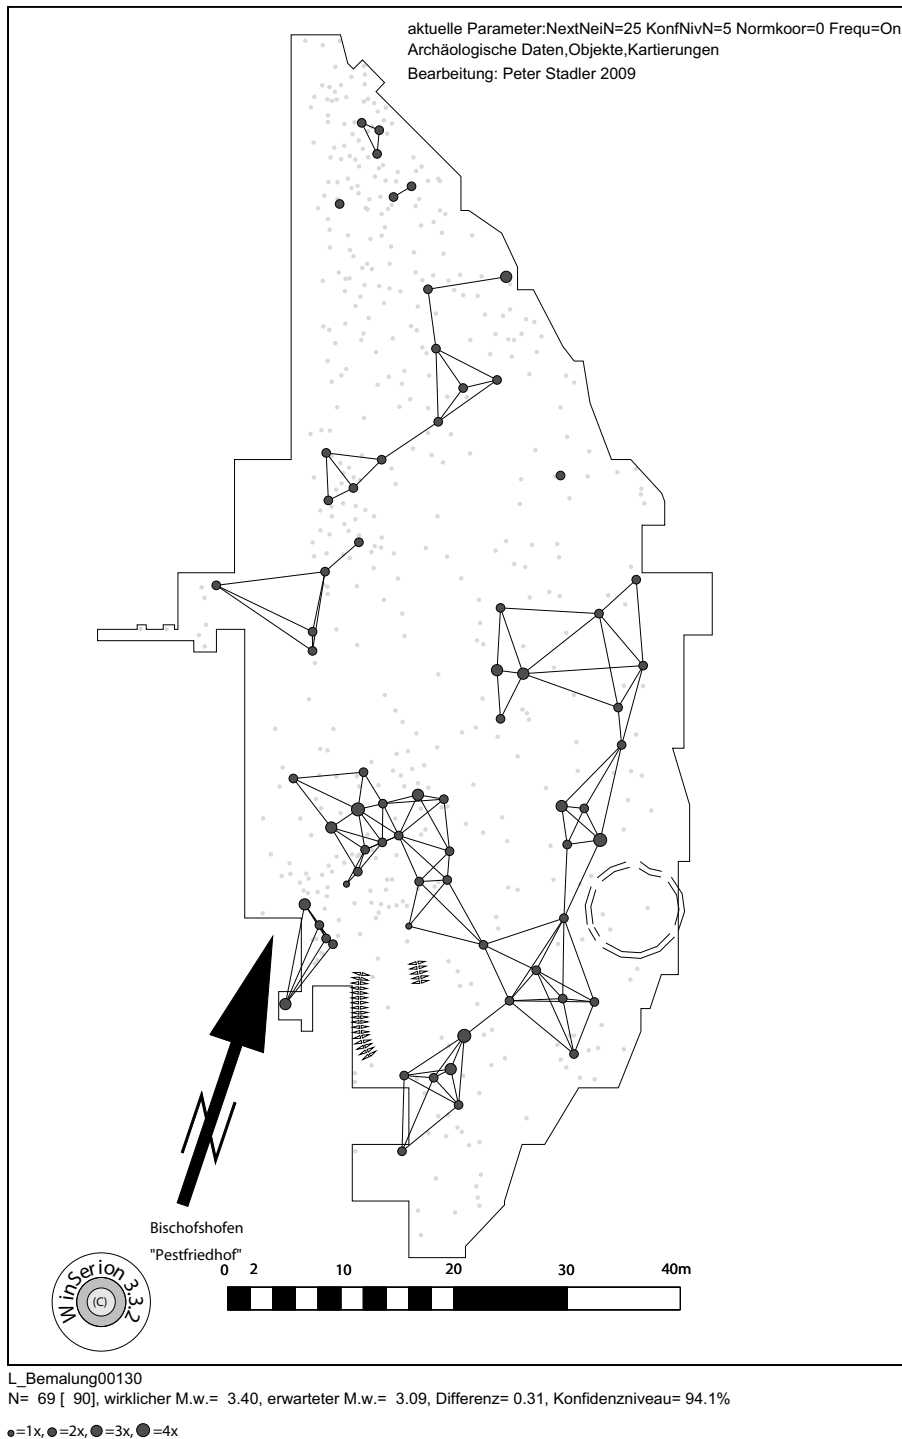 aktuelle Parameter:NextNeiN=25 KonfNivN=5 Normkoor=0 Frequ=On
Archäologische Daten,Objekte,Kartierungen
Bearbeitung: Peter Stadler 2009
Bischofshofen
"Pestfriedhof"
0 2 10 20 30 40m
WinSerion 3.3.2
(C)
L_Bemalung00130
N= 69 [ 90], wirklicher M.w.= 3.40, erwarteter M.w.= 3.09, Differenz= 0.31, Konfidenzniveau= 94.1%
=1x, =2x, =3x, =4x